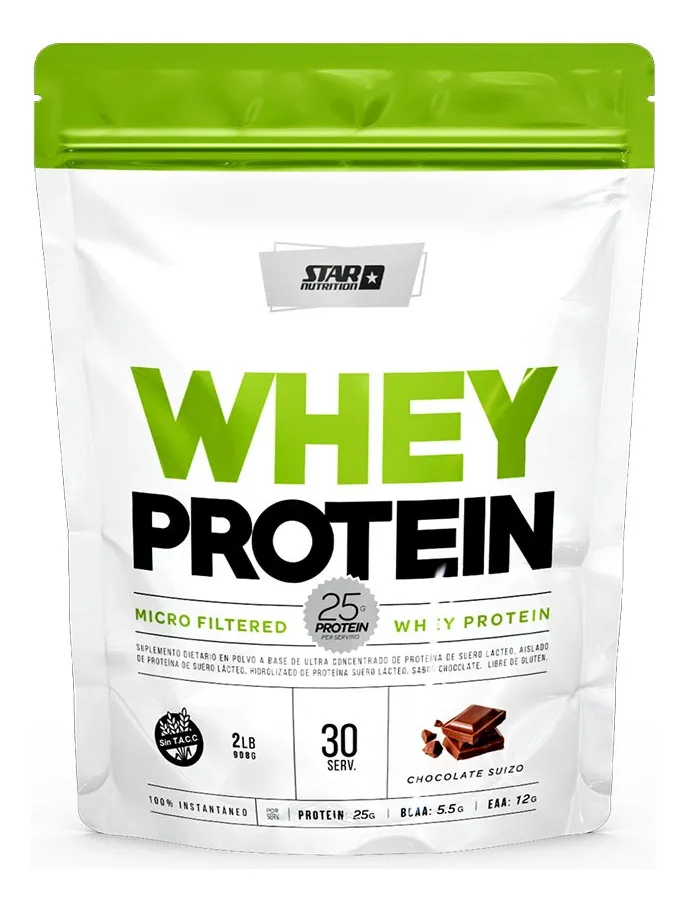 STAR
NUTRITION
WHEY
PROTEIN
MICRO FILTERED
25G
PROTEIN
PER SERVING
WHEY PROTEIN
SUPLEMENTO DIETARIO EN POLVO A BASE DE ULTRA CONCENTRADO DE PROTEÍNA DE SUERO LÁCTEO, AISLADO
DE PROTEÍNA DE SUERO LÁCTEO, HIDROLIZADO DE PROTEÍNA SUERO LÁCTEO, SABOR CHOCOLATE. LIBRE DE GLUTEN.
Sin T.A.C.C
2LB
908G
30
SERV.
CHOCOLATE SUIZO
100% INSTANTÁNEO
POR
SERV.
PROTEIN: 25G
BCAA: 5.5G
EAA: 12G